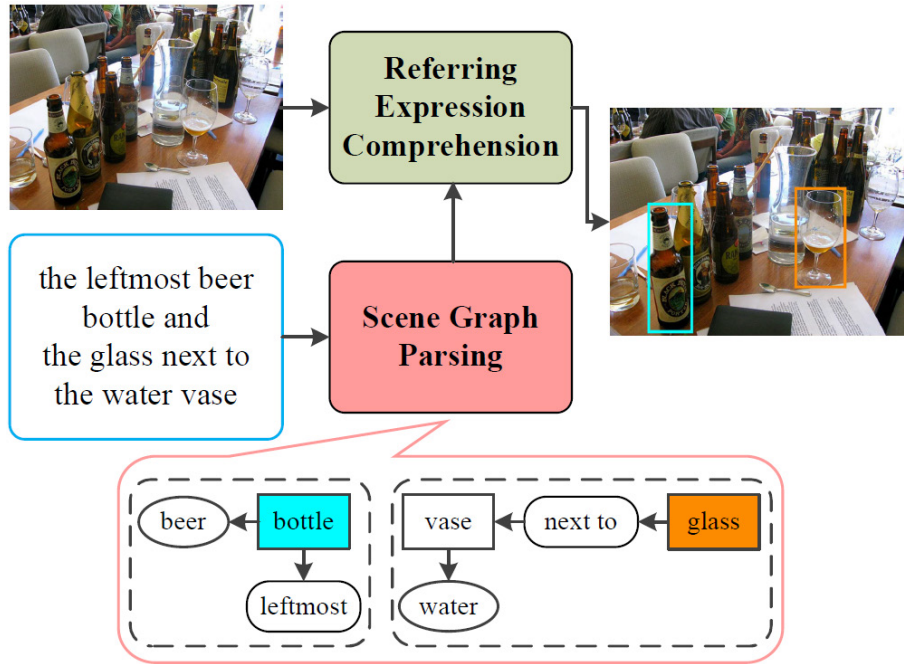 Referring
Expression
Comprehension
the leftmost beer
bottle and
the glass next to
the water vase
Scene Graph
Parsing
beer
bottle
vase
next to
glass
leftmost
water